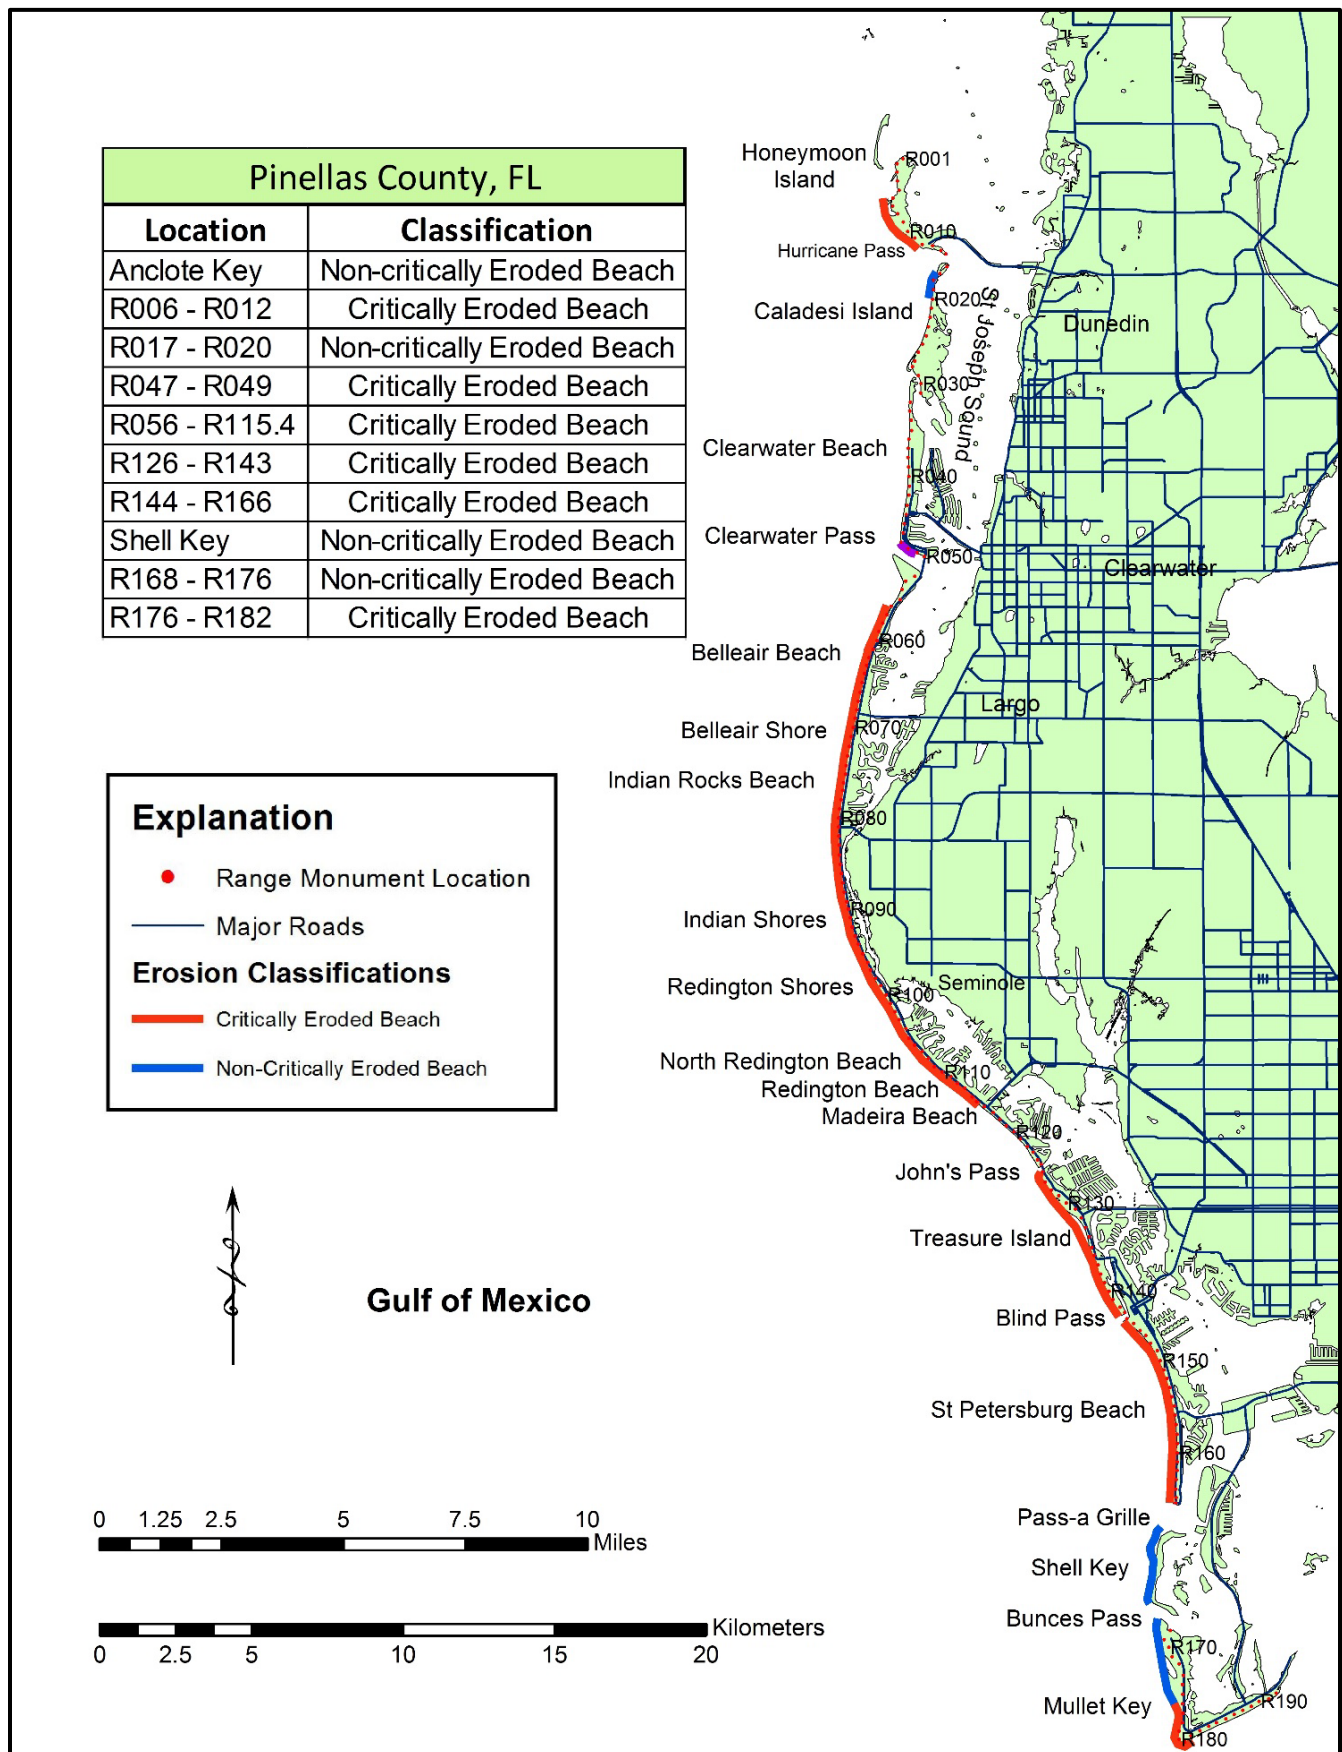 Pinellas County, FL
Location Classification
Anclote Key Non-critically Eroded Beach
R006 - R012 Critically Eroded Beach
R017 - R020 Non-critically Eroded Beach
R047 - R049 Critically Eroded Beach
R056 - R115.4 Critically Eroded Beach
R126 - R143 Critically Eroded Beach
R144 - R166 Critically Eroded Beach
Shell Key Non-critically Eroded Beach
R168 - R176 Non-critically Eroded Beach
R176 - R182 Critically Eroded Beach
Explanation
Range Monument Location
Major Roads
Erosion Classifications
Critically Eroded Beach
Non-Critically Eroded Beach
Gulf of Mexico
0 1.25 2.5 5 7.5 10
Miles
Kilometers
0 2.5 5 10 15 20
Honeymoon
Island
R001
R010
Hurricane Pass
R020
Caladesi Island
St Joseph Sound
Dunedin
R030
Clearwater Beach
R040
Clearwater Pass
R050
Clearwater
R060
Belleair Beach
Largo
Belleair Shore
R070
Indian Rocks Beach
R080
R090
Indian Shores
Redington Shores
R100
Seminole
North Redington Beach
R110
Redington Beach
Madeira Beach
R120
John's Pass
R130
Treasure Island
R140
Blind Pass
R150
St Petersburg Beach
R160
Pass-a Grille
Shell Key
Bunces Pass
R170
Mullet Key
R190
R180